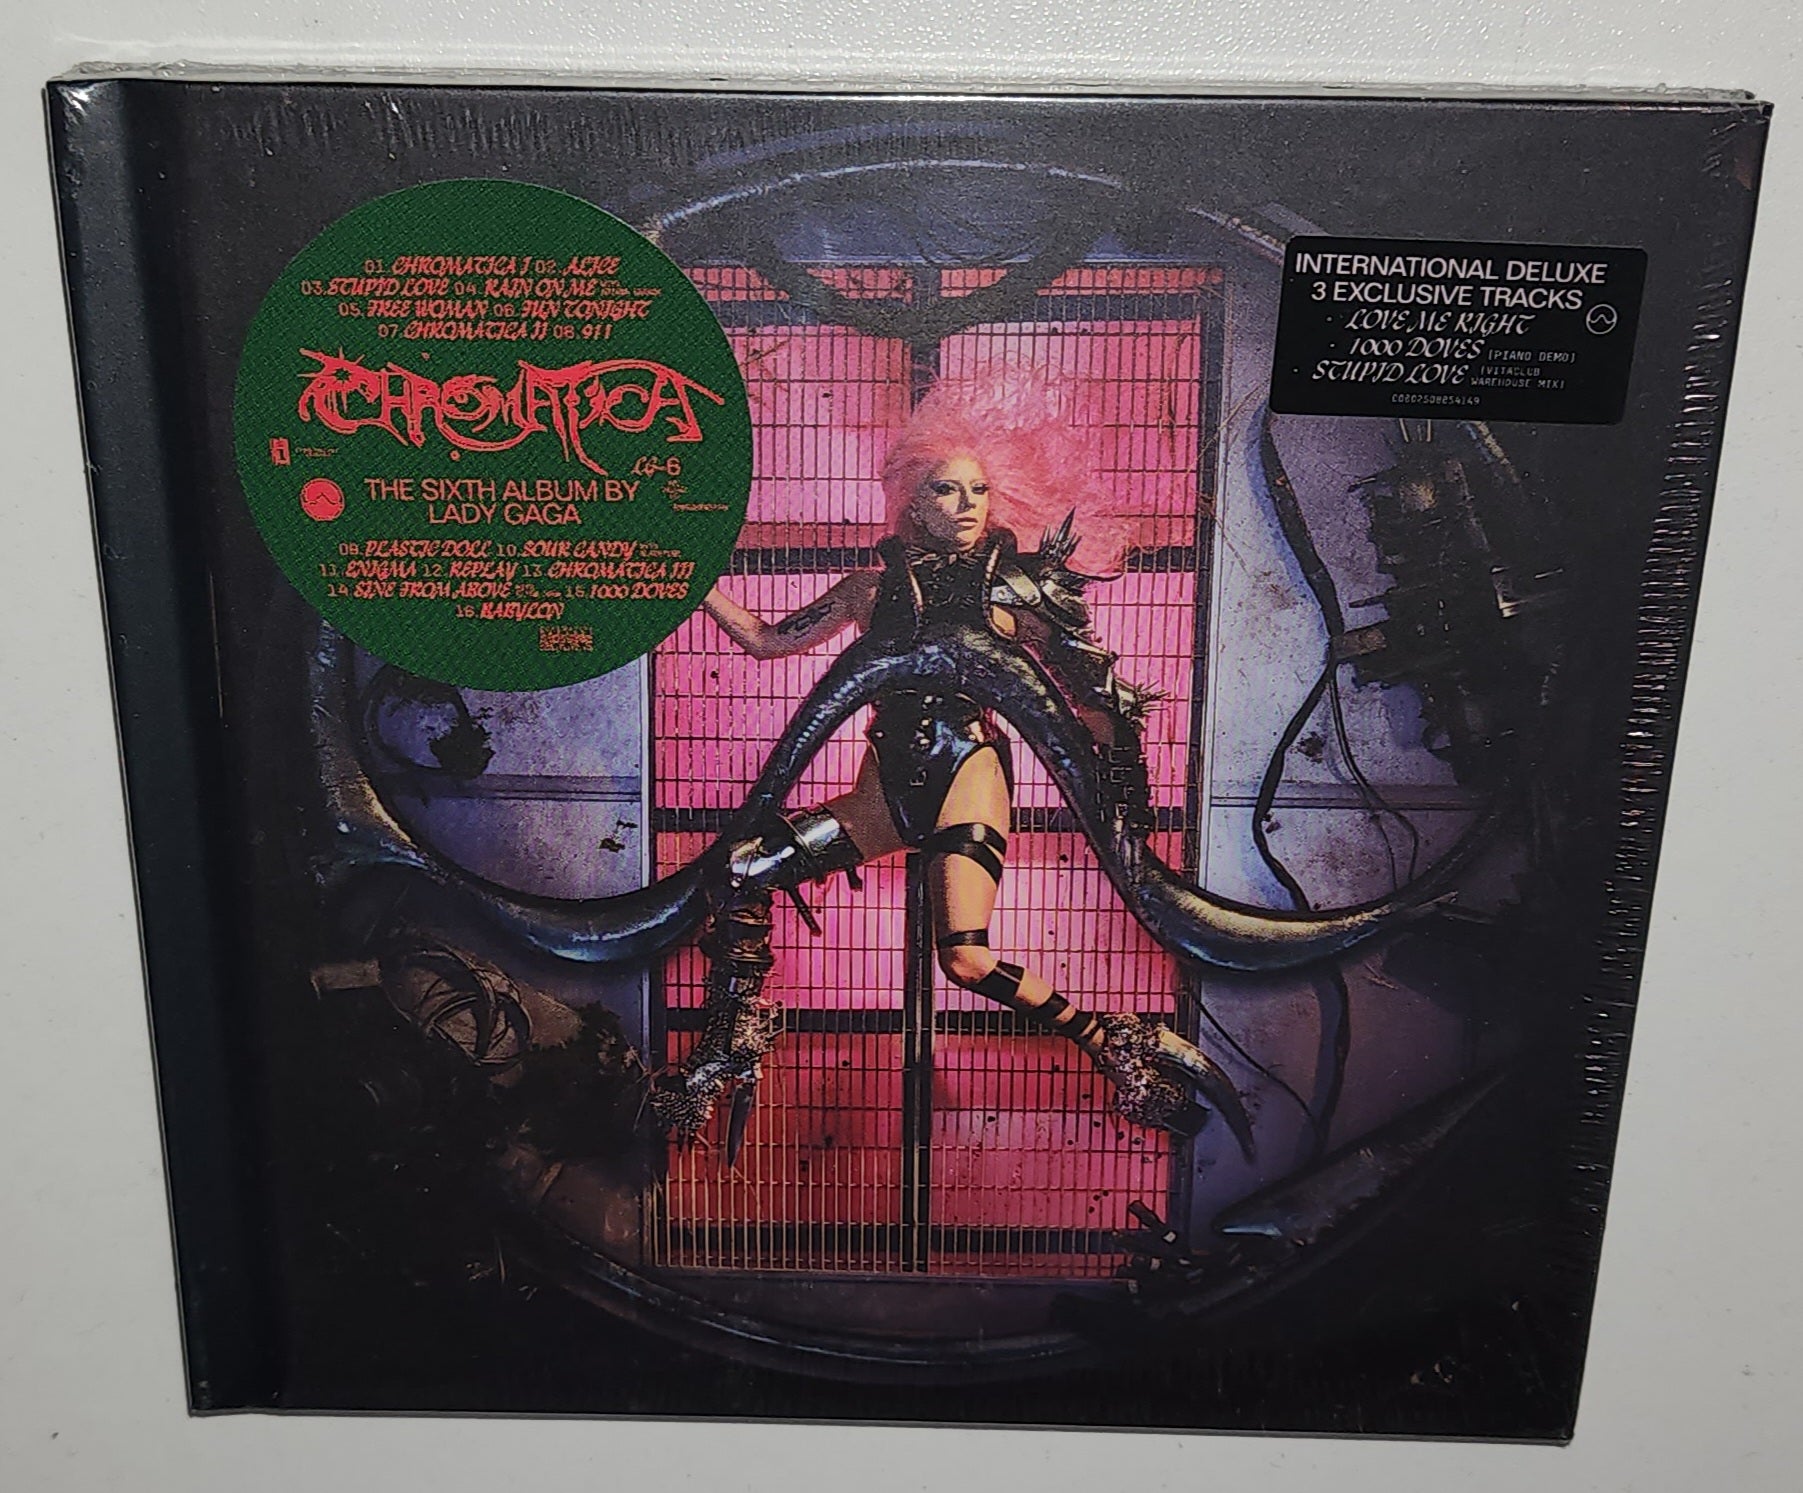 01. CHROMATICA I 02. ALICE
03. STUPID LOVE 04. RAIN ON ME
05. FREE WOMAN 06. FUN TONIGHT
07. CHROMATICA II 08. 911
CHROMATICA
LG-6
THE SIXTH ALBUM BY
LADY GAGA
09. PLASTIC DOLL 10. SOUR CANDY
11. ENIGMA 12. REPLAY 13. CHROMATICA III
14. SINE FROM ABOVE 15. 1000 DOVES
16. BABYLON
INTERNATIONAL DELUXE
3 EXCLUSIVE TRACKS
· LOVE ME RIGHT
· 1000 DOVES [PIANO DEMO]
· STUPID LOVE [VITACLUB
WAREHOUSE MIX]